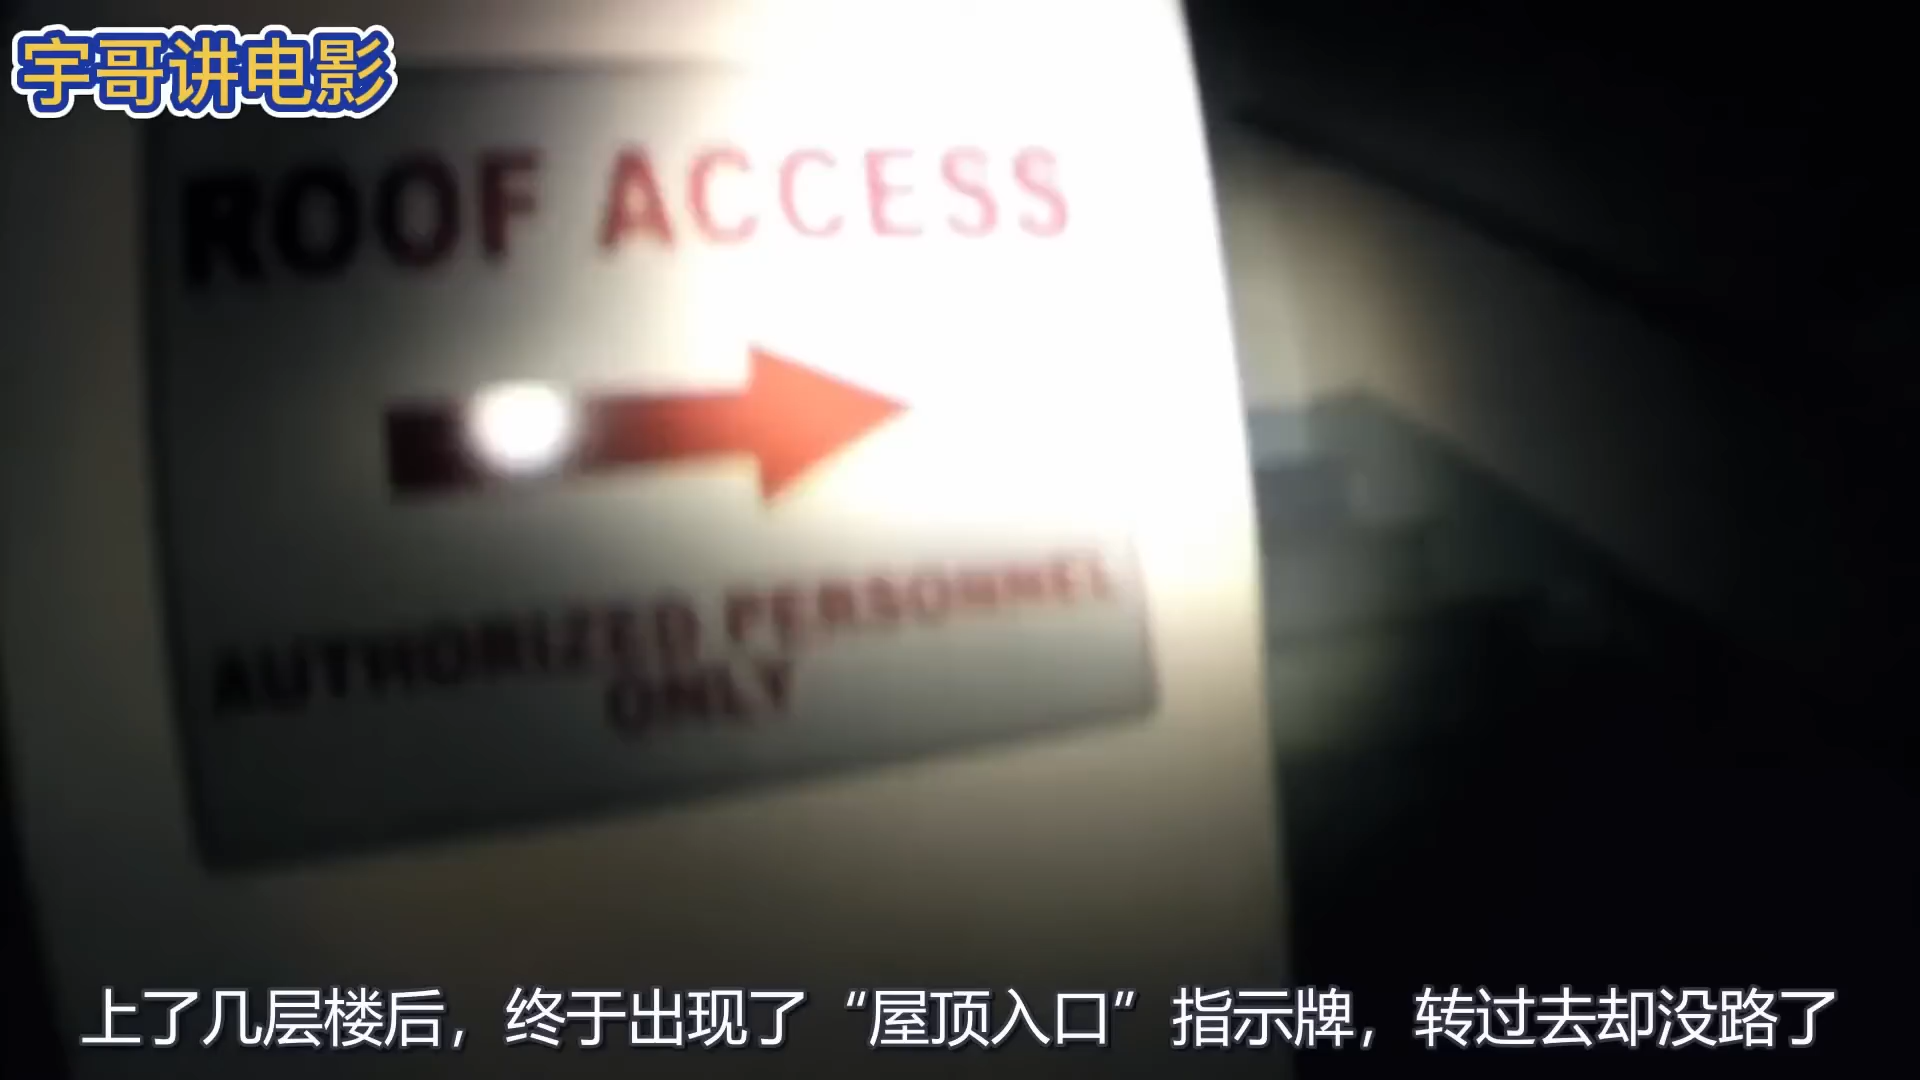 宇哥讲电影
ROOF ACCESS
AUTHORIZED PERSONNEL
ONLY
上了几层楼后，终于出现了“屋顶入口”指示牌，转过去却没路了